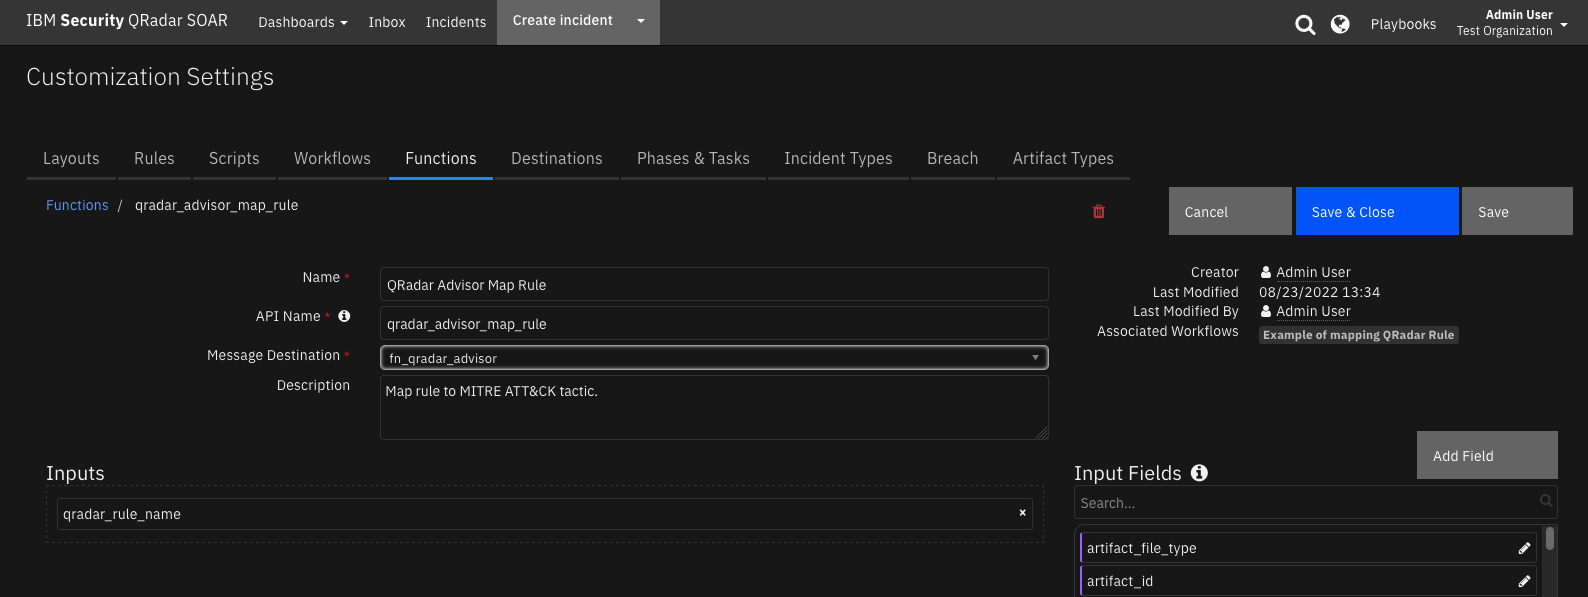 IBM Security QRadar SOAR
Dashboards
Inbox
Incidents
Create incident
Playbooks
Admin User
Test Organization
Customization Settings
Layouts
Rules
Scripts
Workflows
Functions
Destinations
Phases & Tasks
Incident Types
Breach
Artifact Types
Functions / qradar_advisor_map_rule
Cancel
Save & Close
Save
Name *
QRadar Advisor Map Rule
API Name *
qradar_advisor_map_rule
Message Destination *
fn_qradar_advisor
Description
Map rule to MITRE ATT&CK tactic.
Creator
Admin User
Last Modified
08/23/2022 13:34
Last Modified By
Admin User
Associated Workflows
Example of mapping QRadar Rule
Inputs
qradar_rule_name
×
Add Field
Input Fields
Search...
artifact_file_type
artifact_id